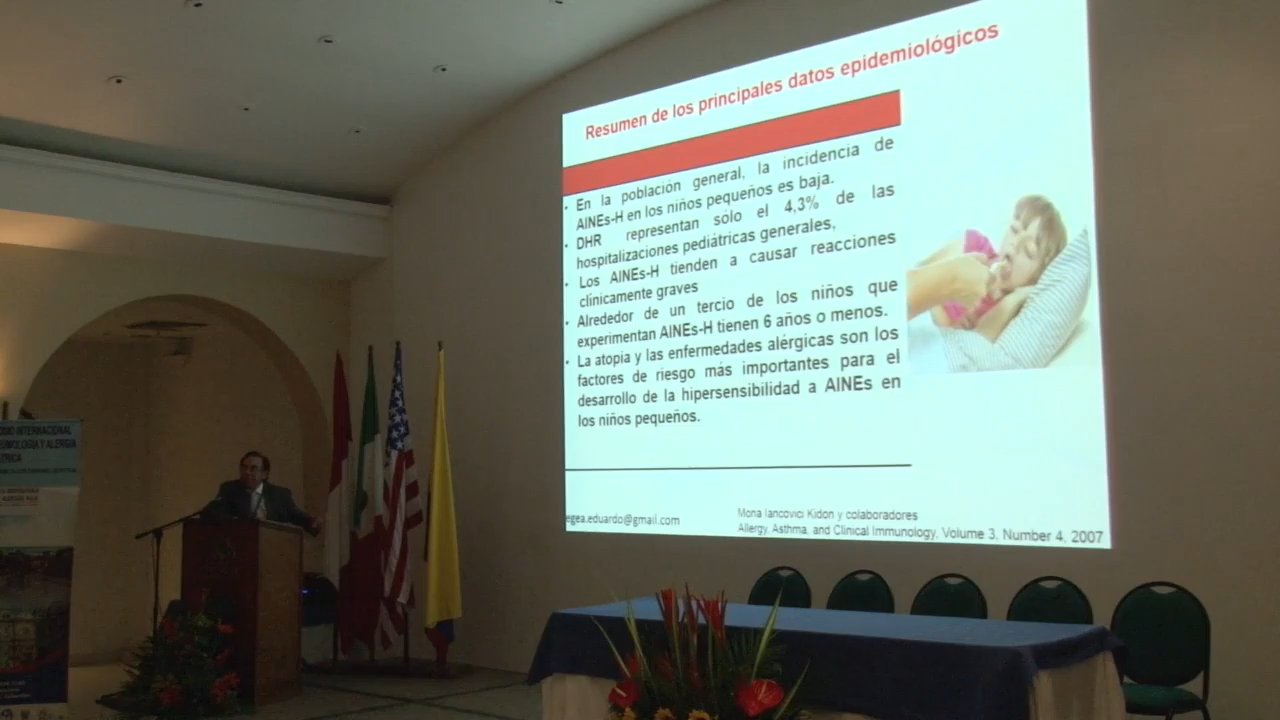 Resumen de los principales datos epidemiológicos
• En la población general, la incidencia de
AINEs-H en los niños pequeños es baja.
• DHR representan sólo el 4,3% de las
hospitalizaciones pediátricas generales,
• Los AINEs-H tienden a causar reacciones
clínicamente graves
• Alrededor de un tercio de los niños que
experimentan AINEs-H tienen 6 años o menos.
• La atopia y las enfermedades alérgicas son los
factores de riesgo más importantes para el
desarrollo de la hipersensibilidad a AINEs en
los niños pequeños.
egea.eduardo@gmail.com
Mona Iancovici Kidon y colaboradores
Allergy, Asthma, and Clinical Immunology, Volume 3, Number 4, 2007
INTERNACIONAL
Y ALERGIA